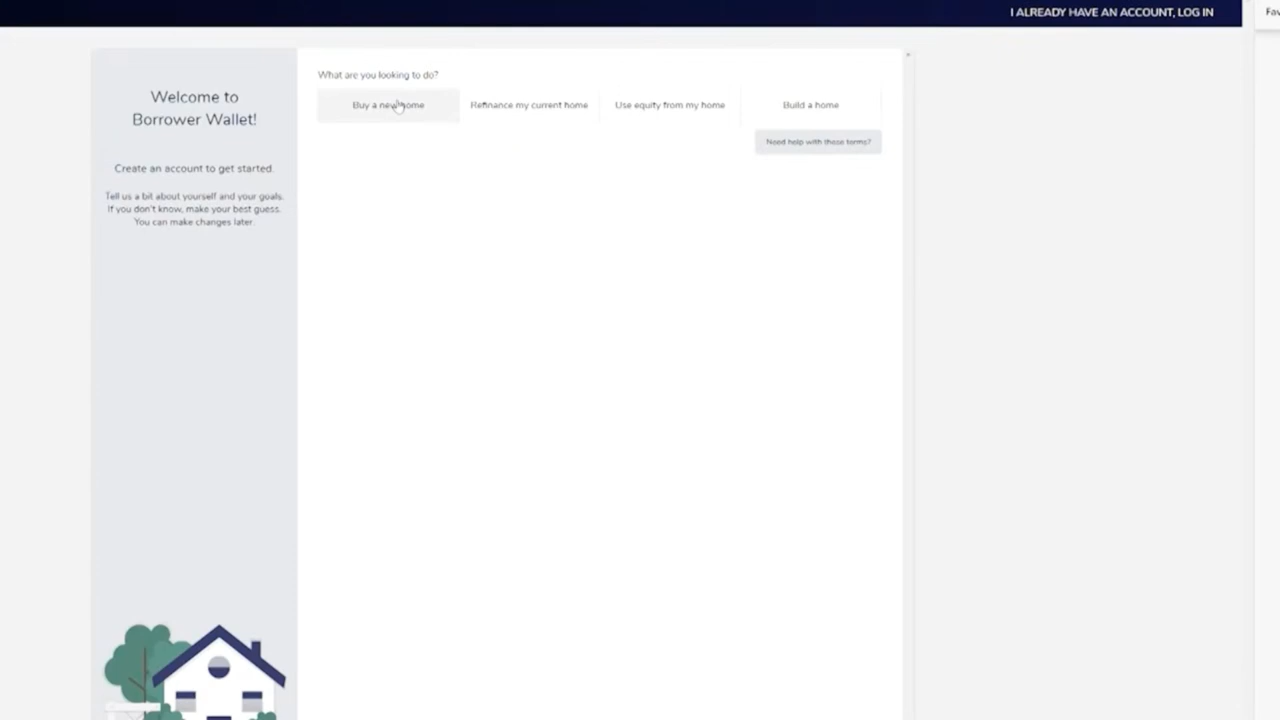 I ALREADY HAVE AN ACCOUNT, LOG IN
Fav
Welcome to
Borrower Wallet!
Create an account to get started.
Tell us a bit about yourself and your goals.
If you don't know, make your best guess.
You can make changes later.
What are you looking to do?
Buy a new home
Refinance my current home
Use equity from my home
Build a home
Need help with these terms?